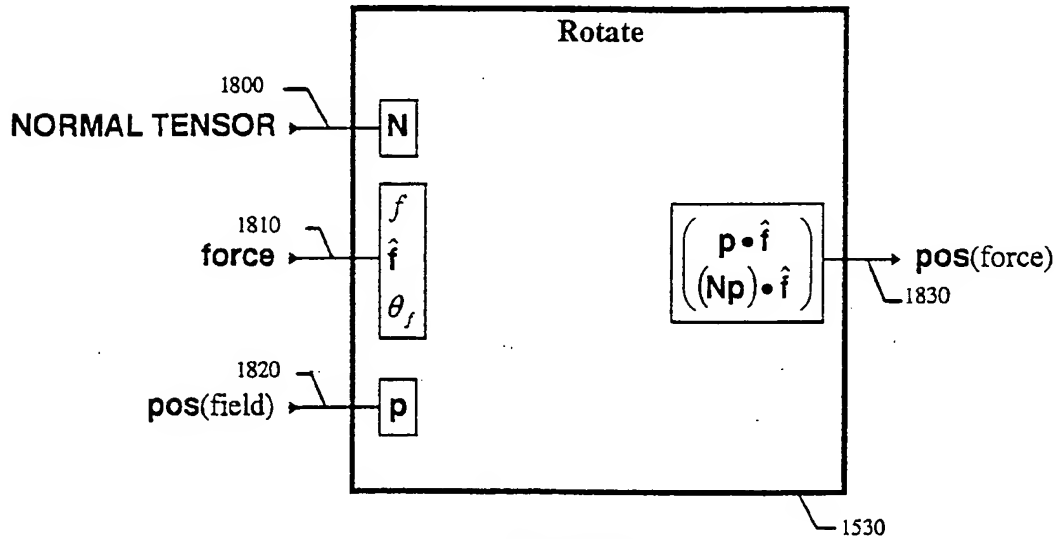 Rotate
1800
NORMAL TENSOR
N
f
1810
force
f̂
θ_f
p • f̂
(Np) • f̂
pos(force)
1830
1820
pos(field)
p
1530